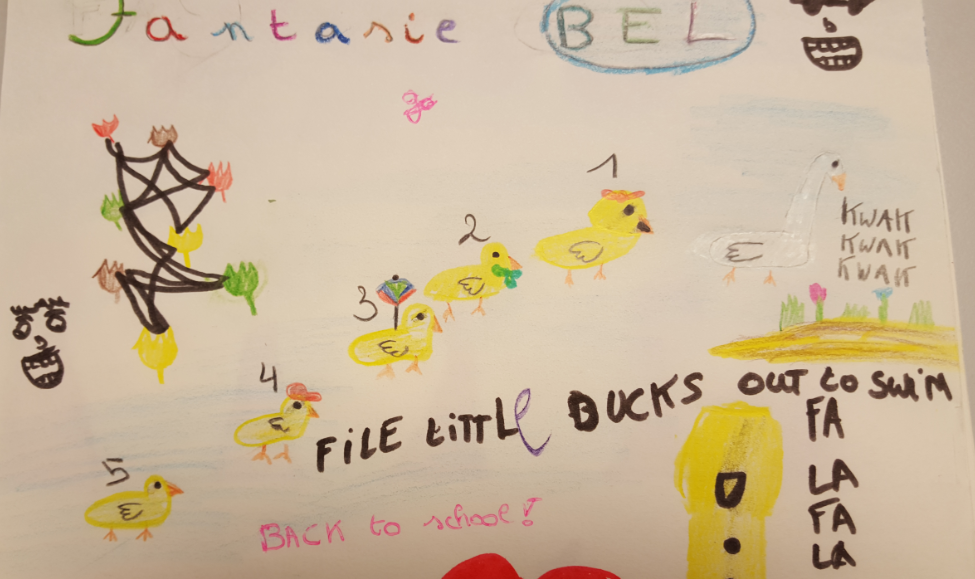 fantasie BEL
1
KWAK
KWAK
KWAK
2
3
4
5
FiLE LiTTLE DUCKS OUT to SWiM
BACK to school!
FA
LA
FA
LA